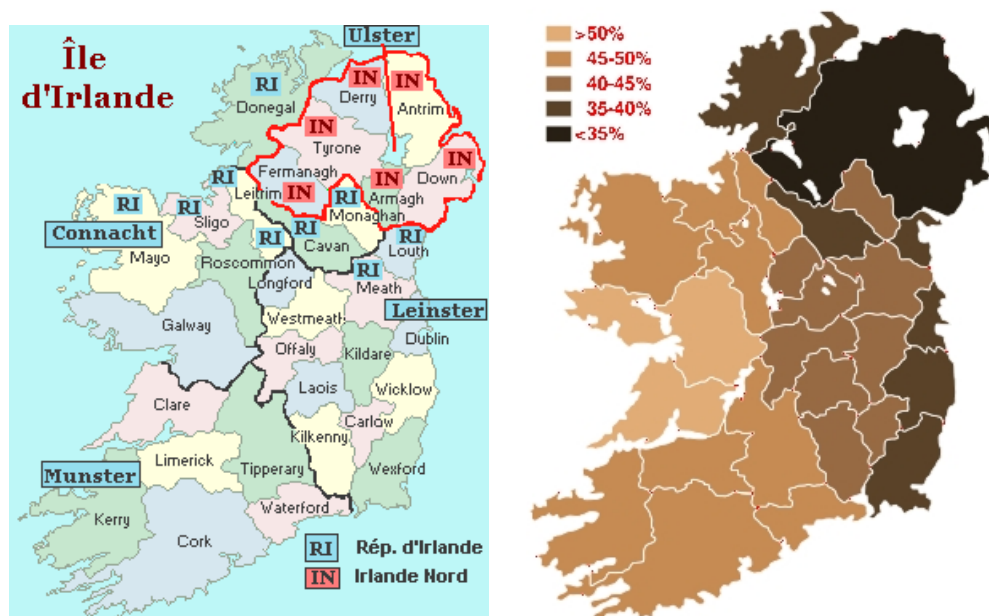 Île
d'Irlande
Ulster
RI
IN
IN
Donegal
Derry
Antrim
IN
Tyrone
IN
RI
Fermanagh
IN
Down
Leitrim
IN
RI
Armagh
RI
RI
Sligo
Monaghan
Connacht
RI
RI
Cavan
RI
Mayo
Roscommon
Louth
Longford
RI
Meath
Leinster
Westmeath
Galway
Dublin
Offaly
Kildare
Laois
Wicklow
Clare
Carlow
Kilkenny
Limerick
Munster
Tipperary
Wexford
Waterford
Kerry
Cork
RI Rép. d'Irlande
IN Irlande Nord
>50%
45-50%
40-45%
35-40%
<35%